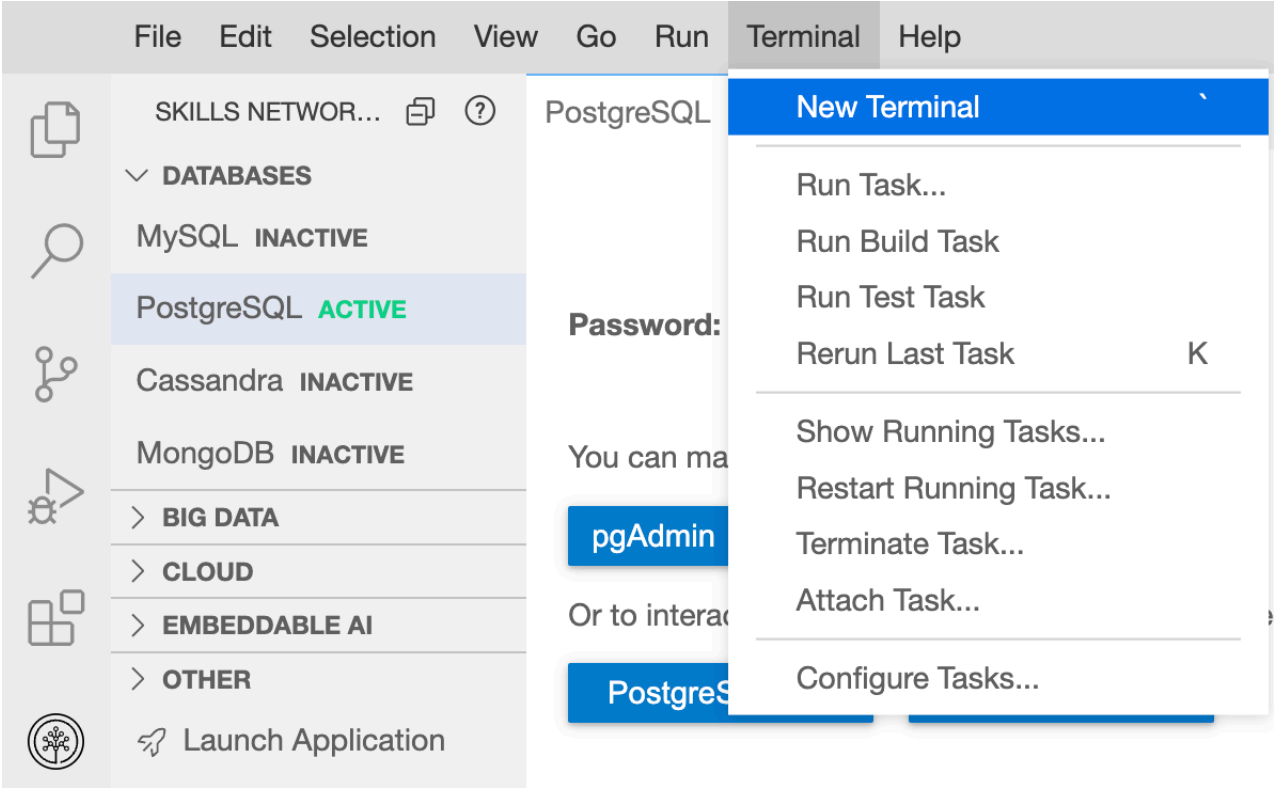 File Edit Selection View Go Run Terminal Help
SKILLS NETWOR...
DATABASES
MySQL INACTIVE
PostgreSQL ACTIVE
Cassandra INACTIVE
MongoDB INACTIVE
BIG DATA
CLOUD
EMBEDDABLE AI
OTHER
Launch Application
PostgreSQL
Password:
You can ma
pgAdmin
Or to interac
PostgreS
New Terminal `
Run Task...
Run Build Task
Run Test Task
Rerun Last Task K
Show Running Tasks...
Restart Running Task...
Terminate Task...
Attach Task...
Configure Tasks...